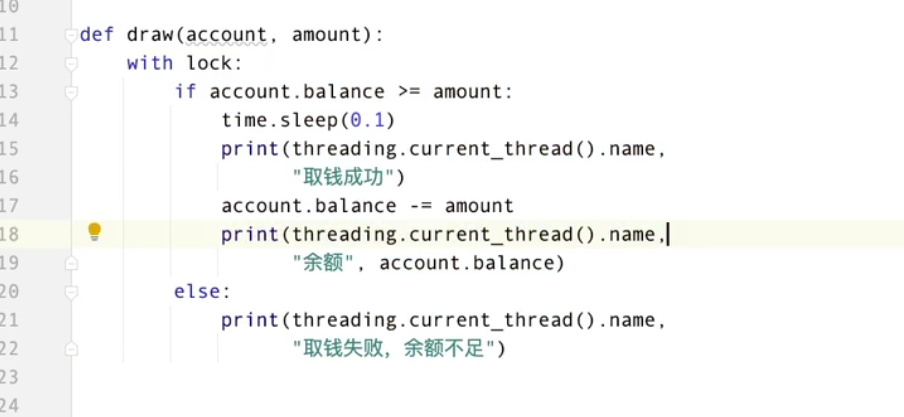 10
11 def draw(account, amount):
12     with lock:
13         if account.balance >= amount:
14             time.sleep(0.1)
15             print(threading.current_thread().name,
16                   "取钱成功")
17             account.balance -= amount
18             print(threading.current_thread().name,
19                   "余额", account.balance)
20         else:
21             print(threading.current_thread().name,
22                   "取钱失败，余额不足")
23
24